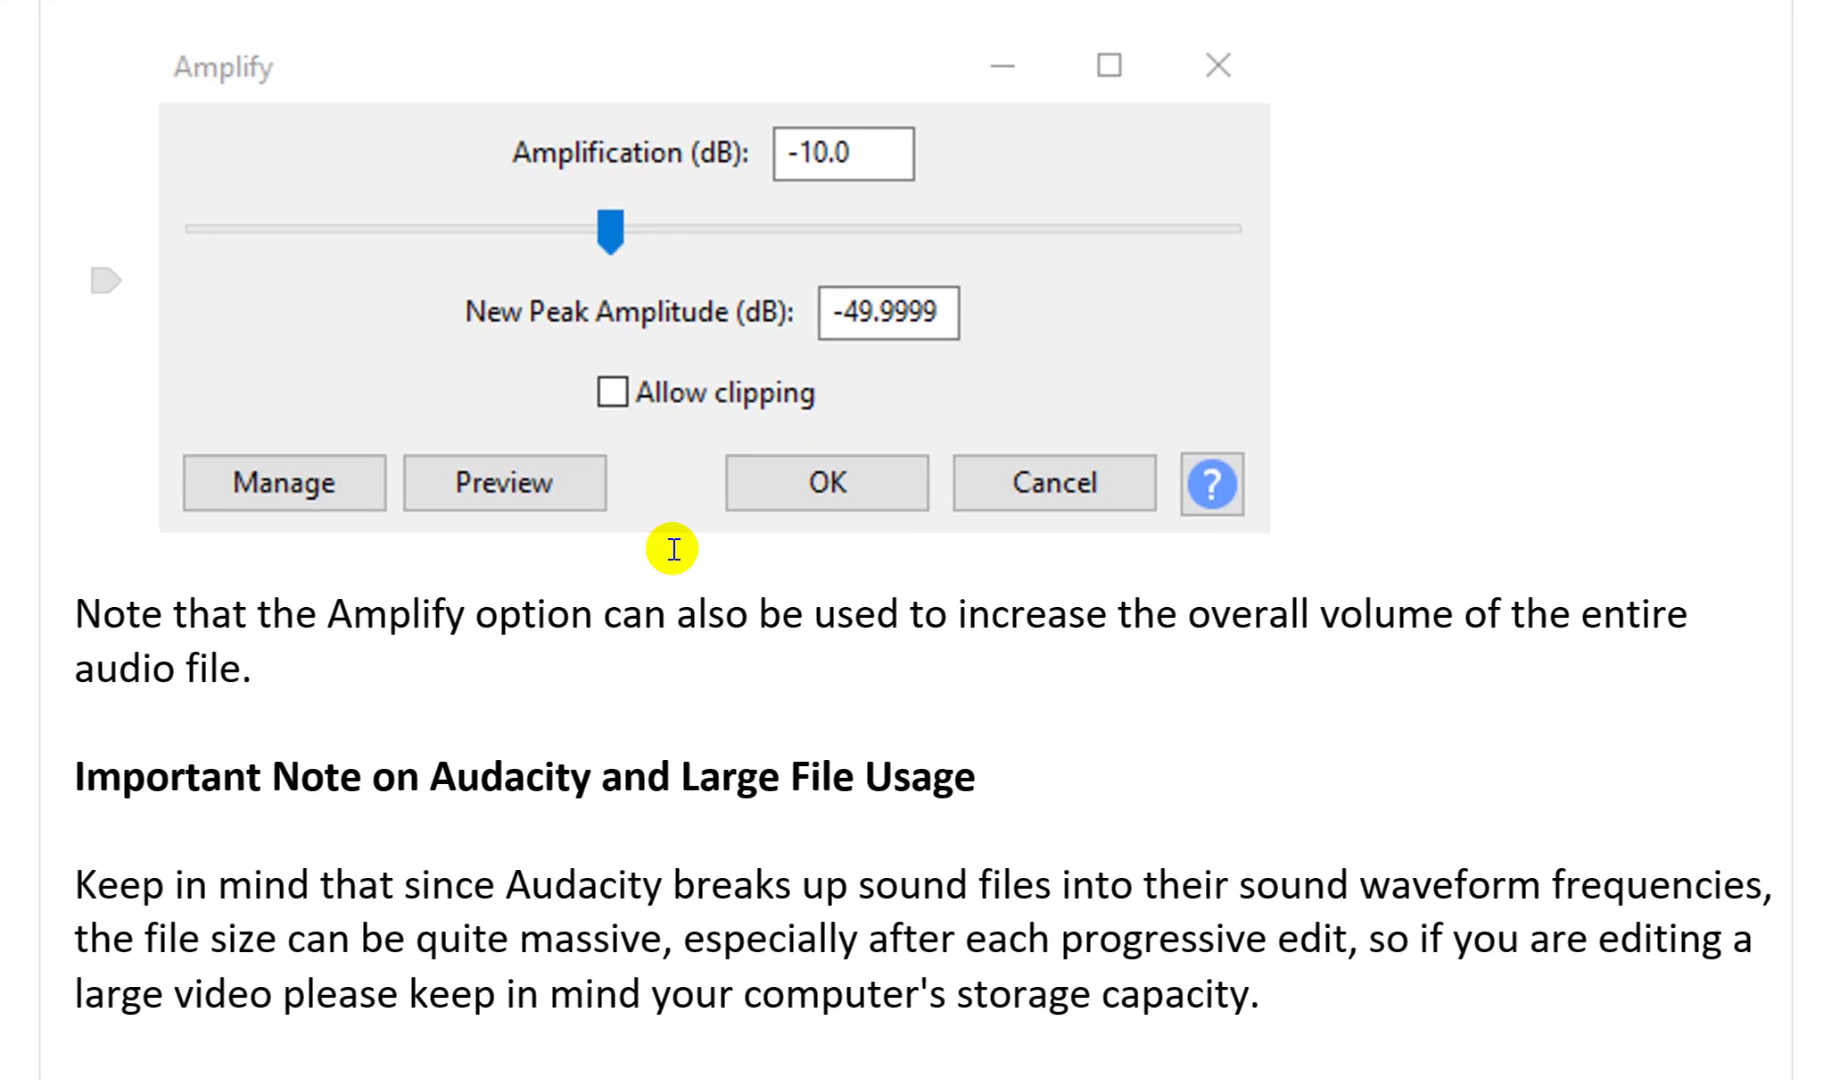 Amplify
Amplification (dB): -10.0
New Peak Amplitude (dB): -49.9999
Allow clipping
Manage Preview OK Cancel ?
Note that the Amplify option can also be used to increase the overall volume of the entire
audio file.
Important Note on Audacity and Large File Usage
Keep in mind that since Audacity breaks up sound files into their sound waveform frequencies,
the file size can be quite massive, especially after each progressive edit, so if you are editing a
large video please keep in mind your computer's storage capacity.